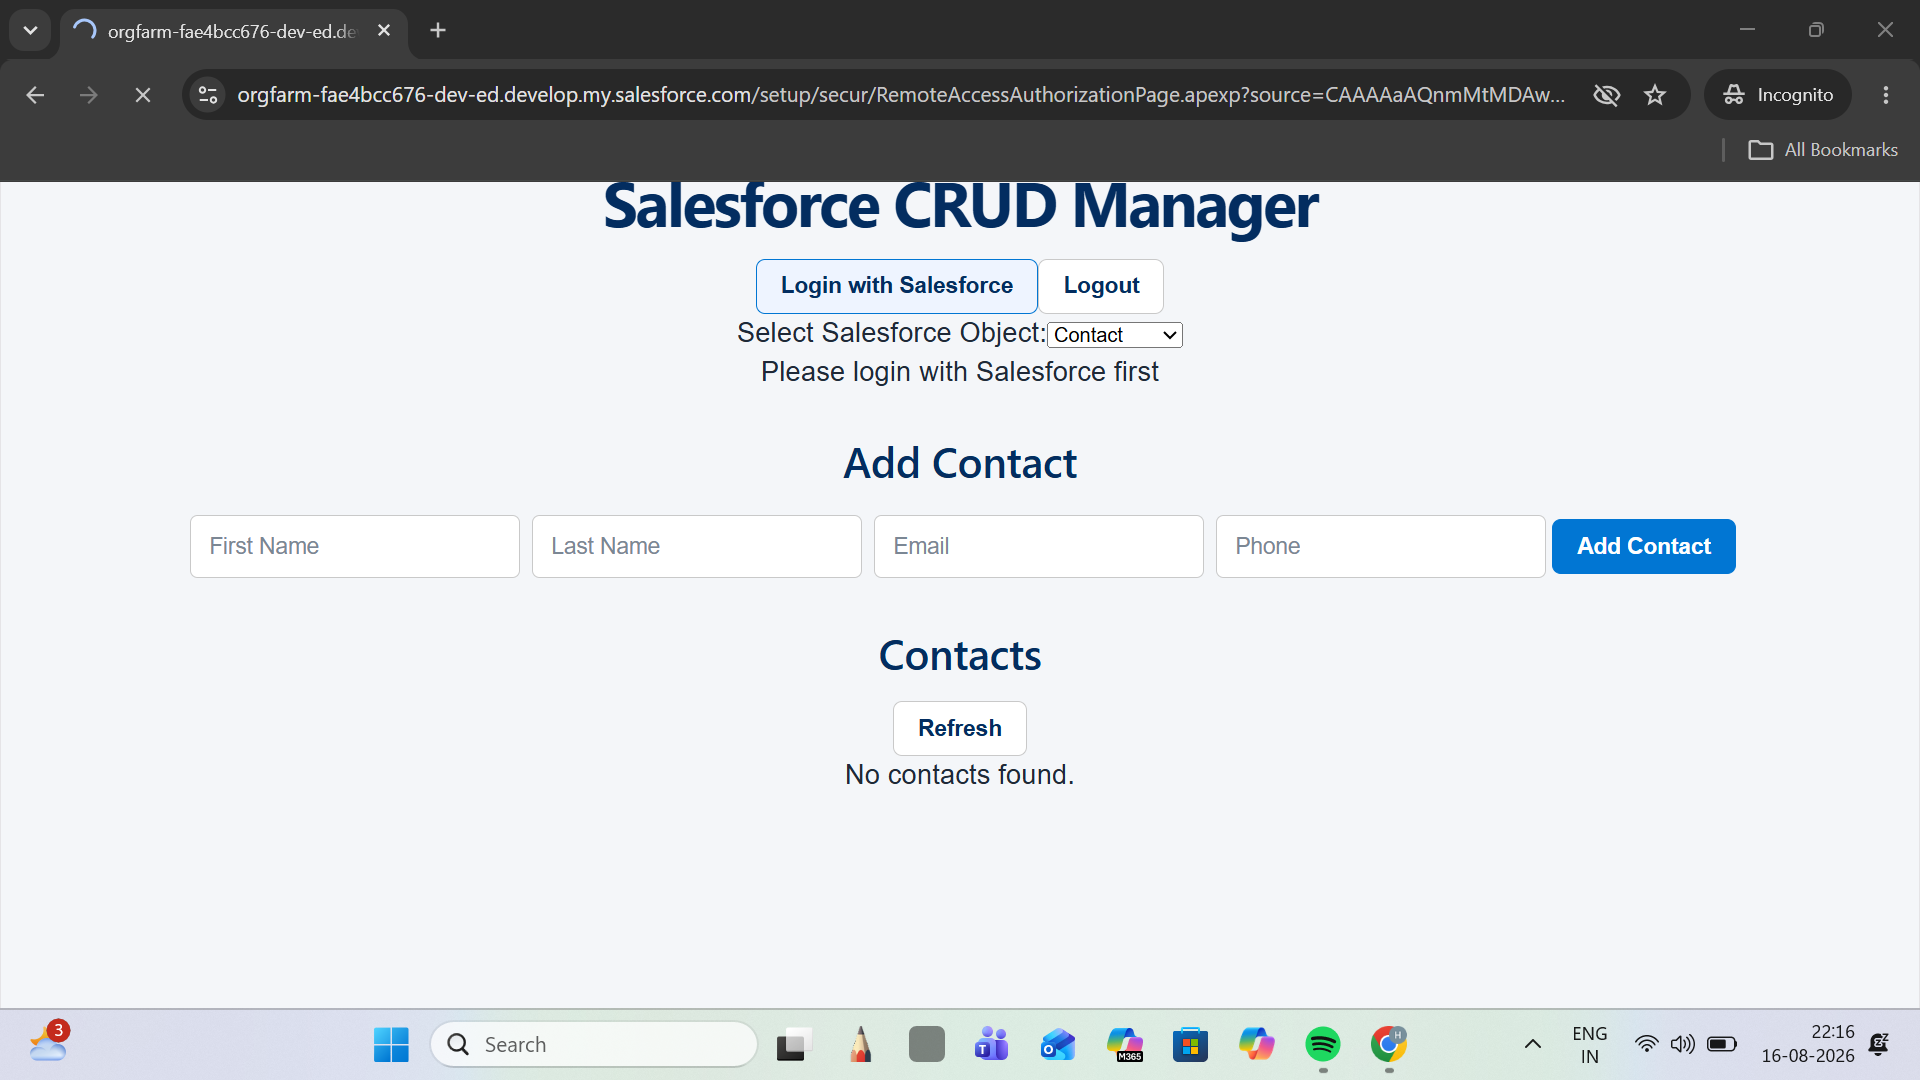 orgfarm-fae4bcc676-dev-ed.de
orgfarm-fae4bcc676-dev-ed.develop.my.salesforce.com/setup/secur/RemoteAccessAuthorizationPage.apexp?source=CAAAAaAQnmMtMDAw...
Incognito
All Bookmarks
Salesforce CRUD Manager
Login with Salesforce
Logout
Select Salesforce Object:
Contact
Please login with Salesforce first
Add Contact
First Name
Last Name
Email
Phone
Add Contact
Contacts
Refresh
No contacts found.
3
Search
T
O
M365
H
ENG
IN
22:16
16-08-2026